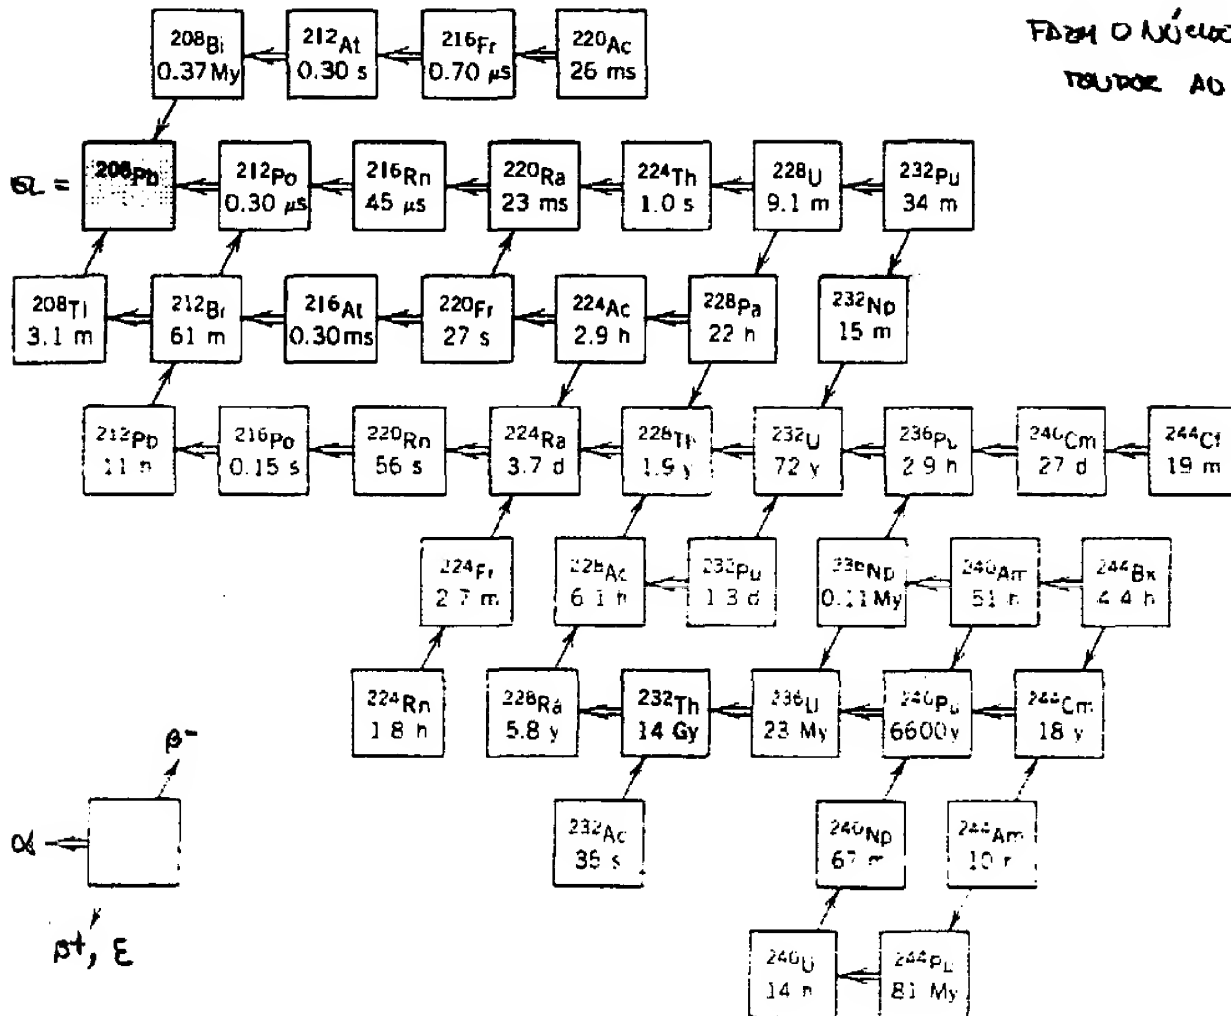 ²⁰⁸Bi ²¹²At ²¹⁶Fr ²²⁰Ac
0.37 My 0.30 s 0.70 μs 26 ms
O NÚCLEO
AO
= ²⁰⁸Pb ²¹²Po ²¹⁶Rn ²²⁰Ra ²²⁴Th ²²⁸U ²³²Pu
0.30 μs 45 μs 23 ms 1.0 s 9.1 m 34 m
²⁰⁸Tl ²¹²Bi ²¹⁶At ²²⁰Fr ²²⁴Ac ²²⁸Pa ²³²Np
3.1 m 61 m 0.30 ms 27 s 2.9 h 22 h 15 m
²¹²Pb ²¹⁶Po ²²⁰Rn ²²⁴Ra ²²⁸Th ²³²U ²³⁶Pu ²⁴⁰Cm ²⁴⁴Cf
11 h 0.15 s 56 s 3.7 d 1.9 y 72 y 2.9 h 27 d 19 m
²²⁴Fr ²²⁸Ac ²³⁶Np ²⁴⁰Am ²⁴⁴Bk
2.7 m 6.1 h 1.3 d 0.11 My 51 h 4.4 h
²²⁴Rn ²²⁸Ra ²³²Th ²³⁶U ²⁴⁰Pu ²⁴⁴Cm
1.8 h 5.8 y 14 Gy 23 My 6600 y 18 y
β⁻
α
β⁺, ε
²³²Ac ²⁴⁰Np ²⁴⁴Am
35 s 67 m 10 h
²⁴⁰U ²⁴⁴Pu
14 h 81 My